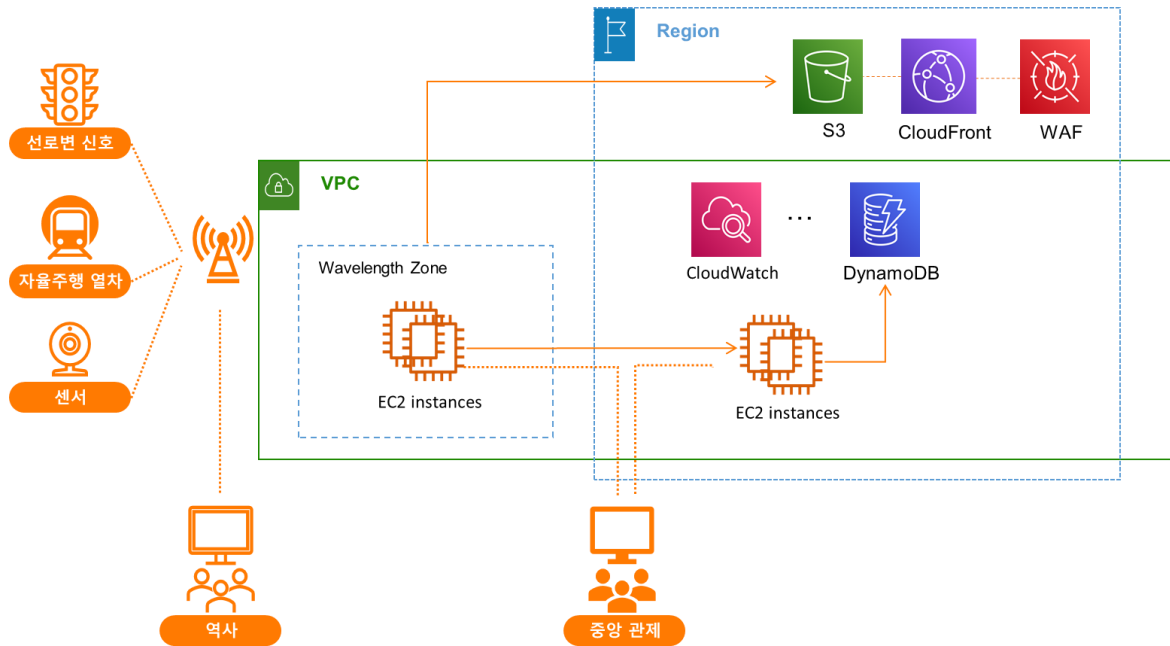 Region
S3
CloudFront
WAF
선로변 신호
VPC
CloudWatch
...
DynamoDB
자율주행 열차
Wavelength Zone
센서
EC2 instances
EC2 instances
역사
중앙 관제